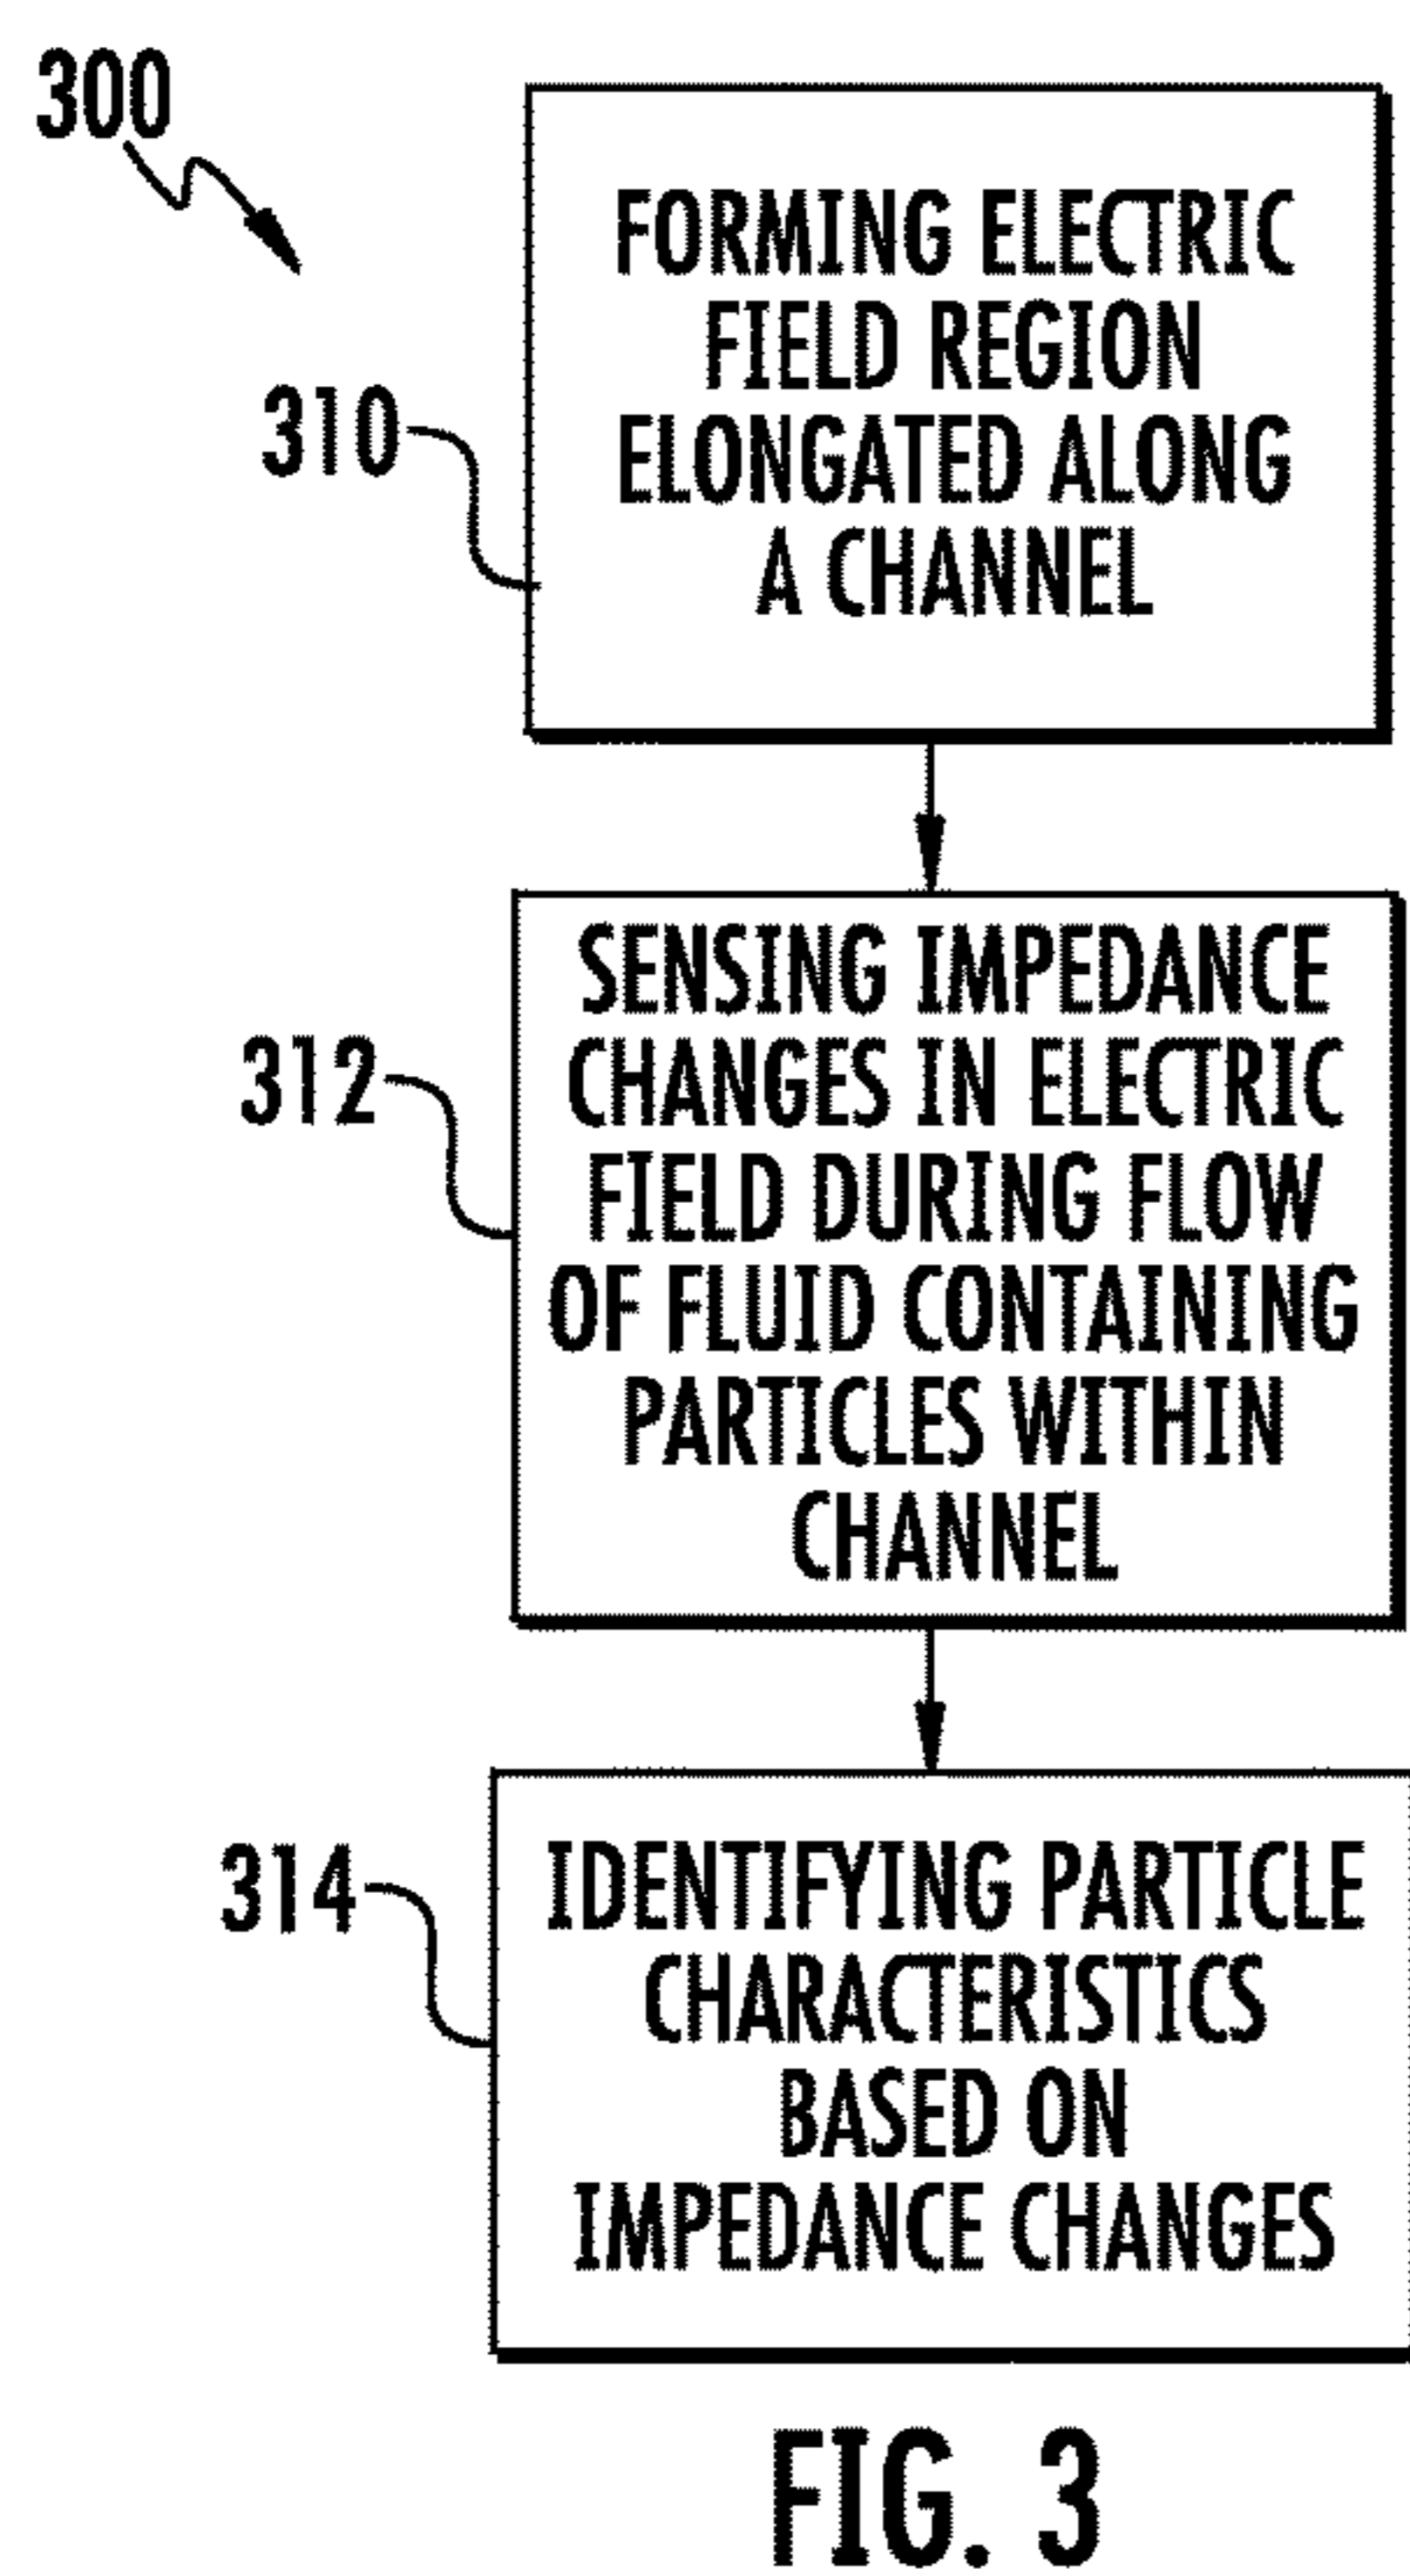 300
310
FORMING ELECTRIC
FIELD REGION
ELONGATED ALONG
A CHANNEL
312
SENSING IMPEDANCE
CHANGES IN ELECTRIC
FIELD DURING FLOW
OF FLUID CONTAINING
PARTICLES WITHIN
CHANNEL
314
IDENTIFYING PARTICLE
CHARACTERISTICS
BASED ON
IMPEDANCE CHANGES
FIG. 3